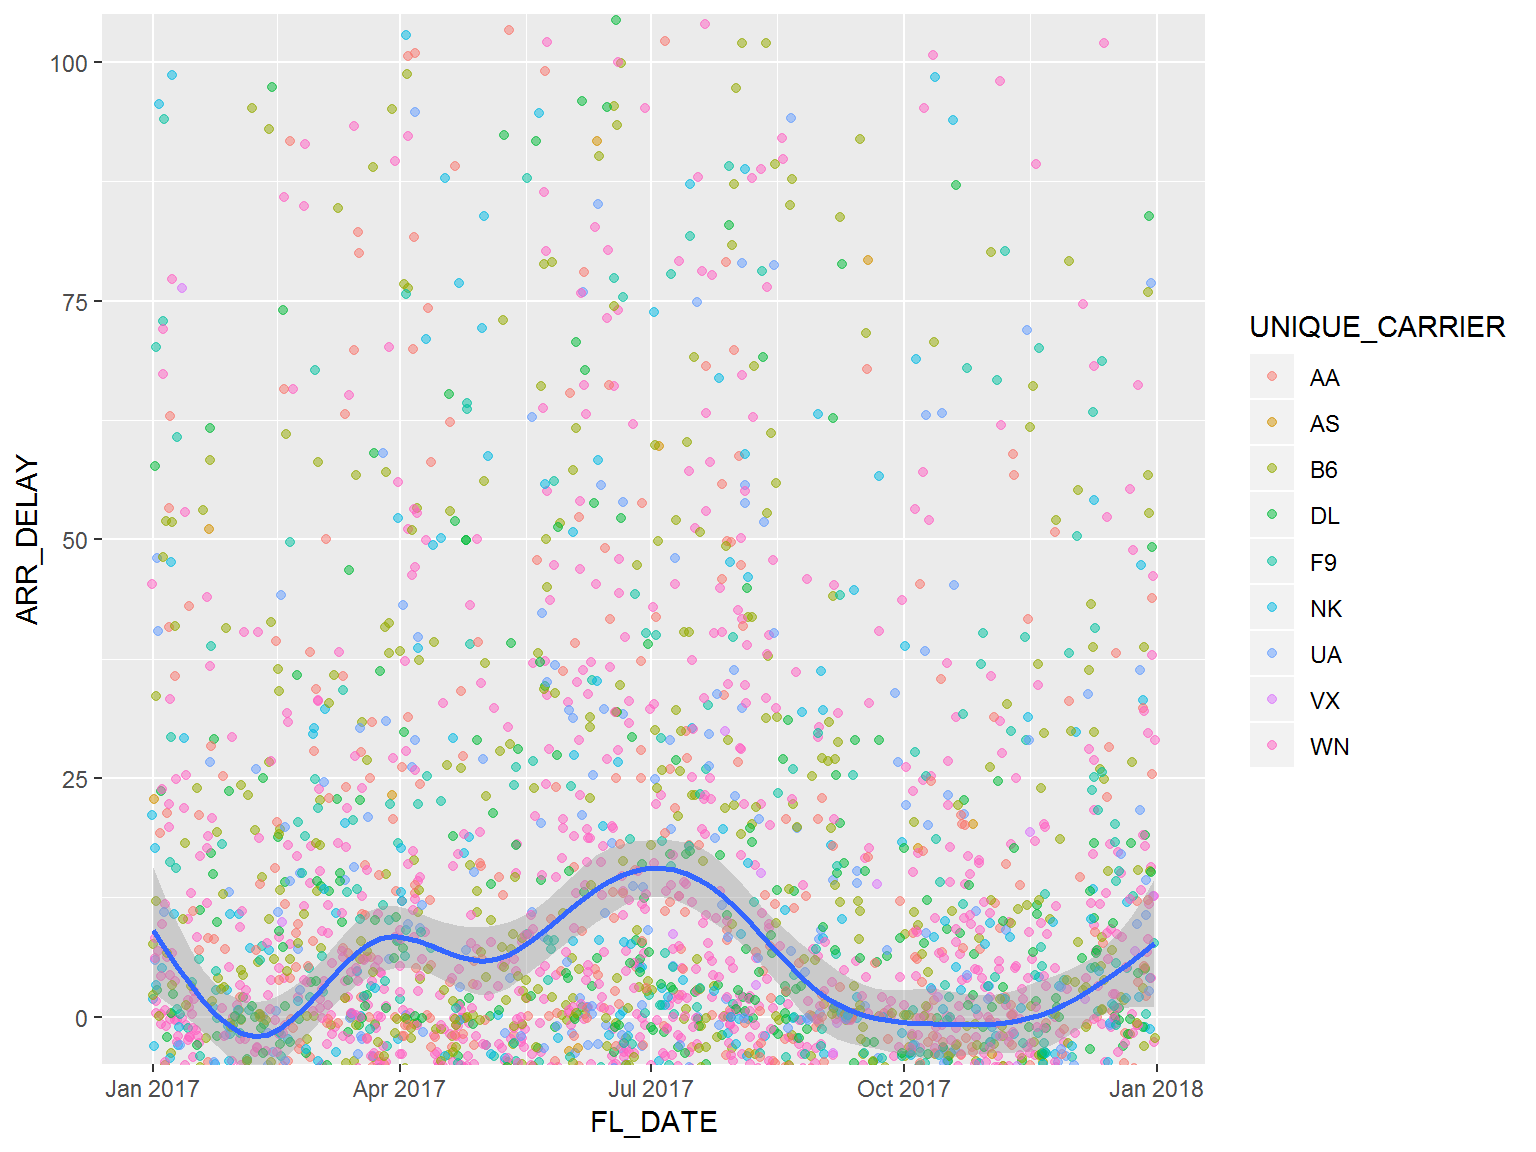 100
75
50
25
0
ARR_DELAY
Jan 2017
Apr 2017
Jul 2017
Oct 2017
Jan 2018
FL_DATE
UNIQUE_CARRIER
AA
AS
B6
DL
F9
NK
UA
VX
WN